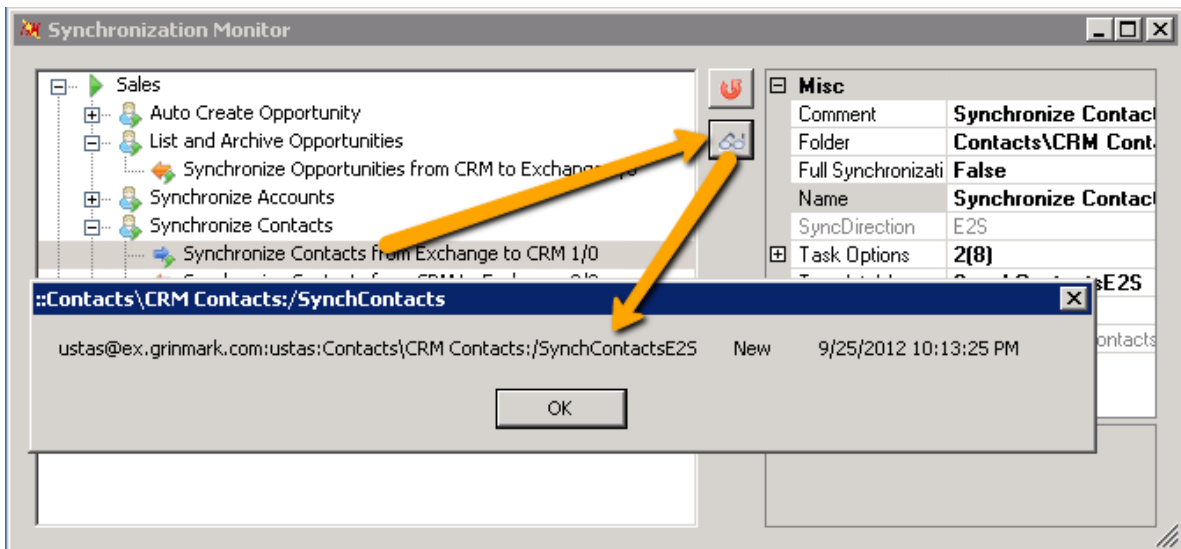 Synchronization Monitor
Sales
Auto Create Opportunity
List and Archive Opportunities
Synchronize Opportunities from CRM to Exchange
Synchronize Accounts
Synchronize Contacts
Synchronize Contacts from Exchange to CRM 1/0
Misc
Comment Synchronize Contact
Folder Contacts\CRM Cont
Full Synchronizati False
Name Synchronize Contact
SyncDirection E2S
Task Options 2(8)
sE2S
ontacts
::Contacts\CRM Contacts:/SynchContacts
ustas@ex.grinmark.com:ustas:Contacts\CRM Contacts:/SynchContactsE2S New 9/25/2012 10:13:25 PM
OK